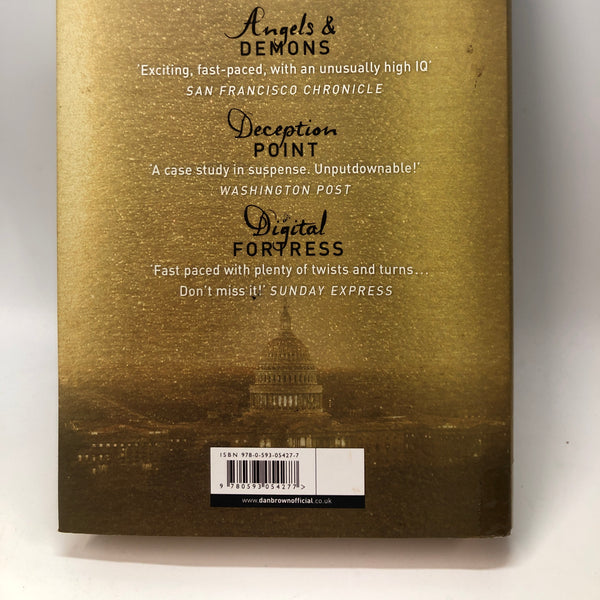 Angels &
DEMONS
‘Exciting, fast-paced, with an unusually high IQ’
SAN FRANCISCO CHRONICLE
Deception
POINT
‘A case study in suspense. Unputdownable!’
WASHINGTON POST
Digital
FORTRESS
‘Fast paced with plenty of twists and turns...
Don’t miss it!’ SUNDAY EXPRESS
ISBN 978-0-593-05427-7
9 780593 054277 >
www.danbrownofficial.co.uk